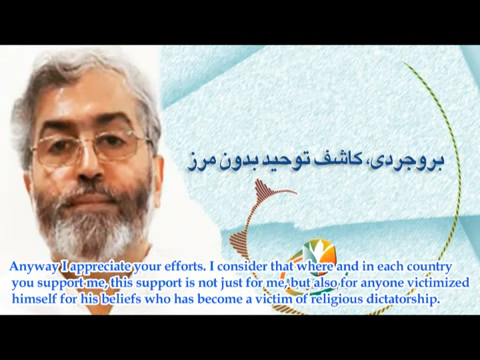 بروجردی، کاشف توحید بدون مرز
Anyway I appreciate your efforts. I consider that where and in each country
you support me, this support is not just for me, but also for anyone victimized
himself for his beliefs who has become a victim of religious dictatorship.